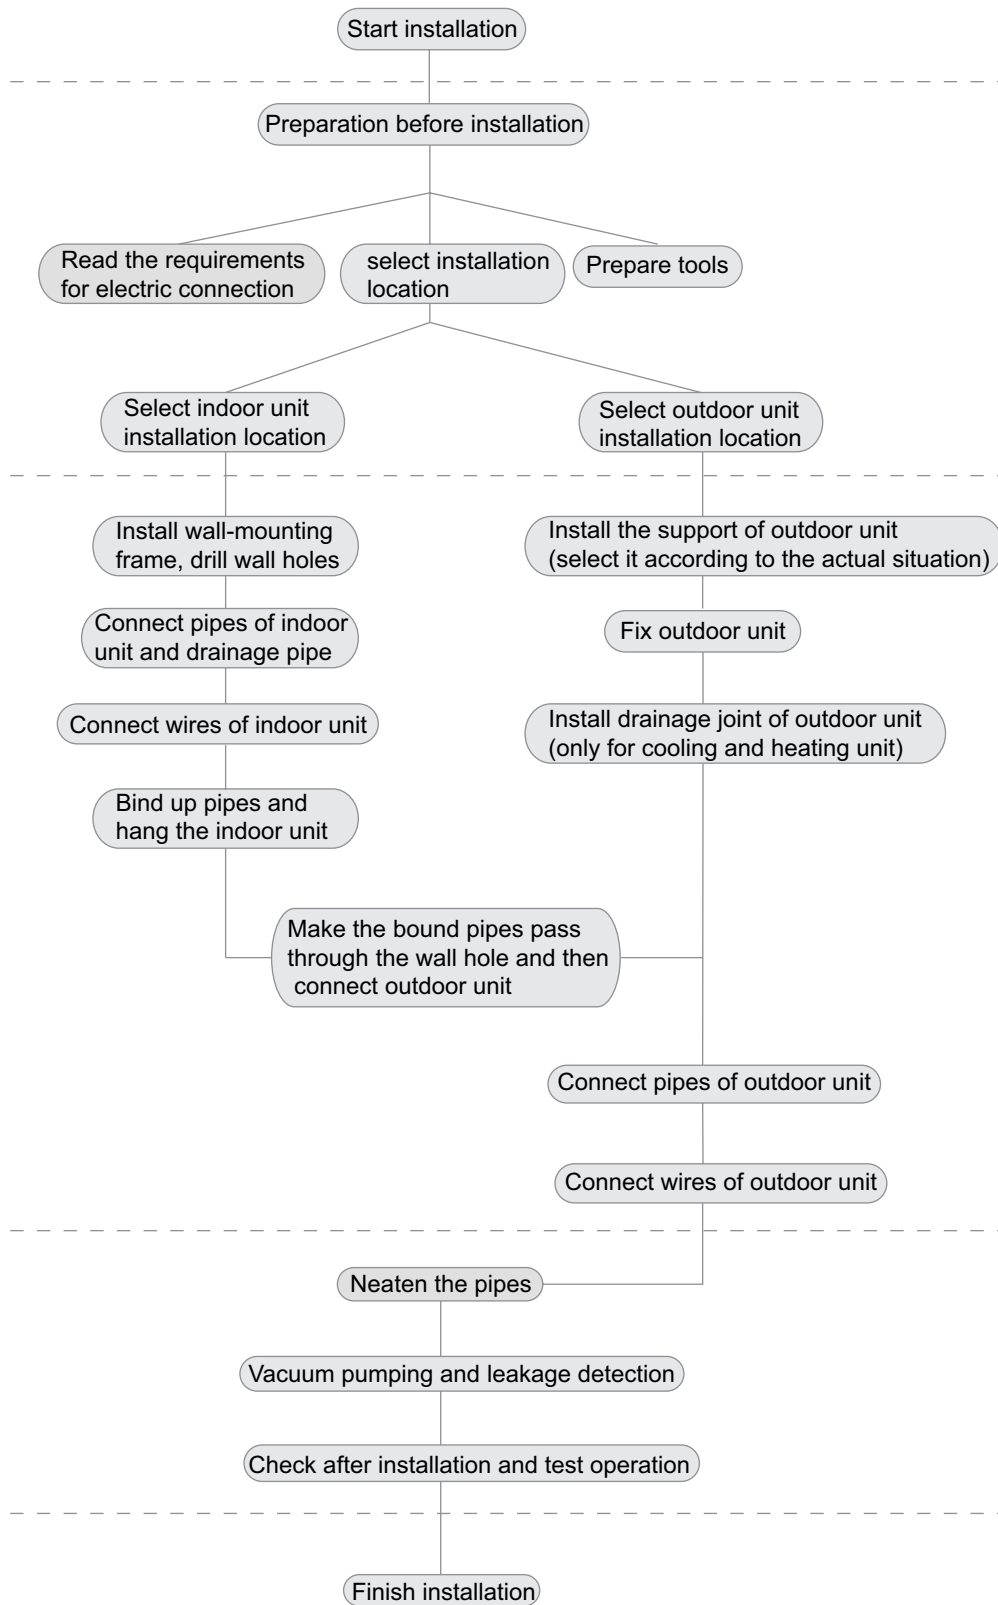 Start installation
Preparation before installation
Read the requirements
for electric connection
select installation
location
Prepare tools
Select indoor unit
installation location
Select outdoor unit
installation location
Install wall-mounting
frame, drill wall holes
Install the support of outdoor unit
(select it according to the actual situation)
Connect pipes of indoor
unit and drainage pipe
Fix outdoor unit
Connect wires of indoor unit
Install drainage joint of outdoor unit
(only for cooling and heating unit)
Bind up pipes and
hang the indoor unit
Make the bound pipes pass
through the wall hole and then
connect outdoor unit
Connect pipes of outdoor unit
Connect wires of outdoor unit
Neaten the pipes
Vacuum pumping and leakage detection
Check after installation and test operation
Finish installation